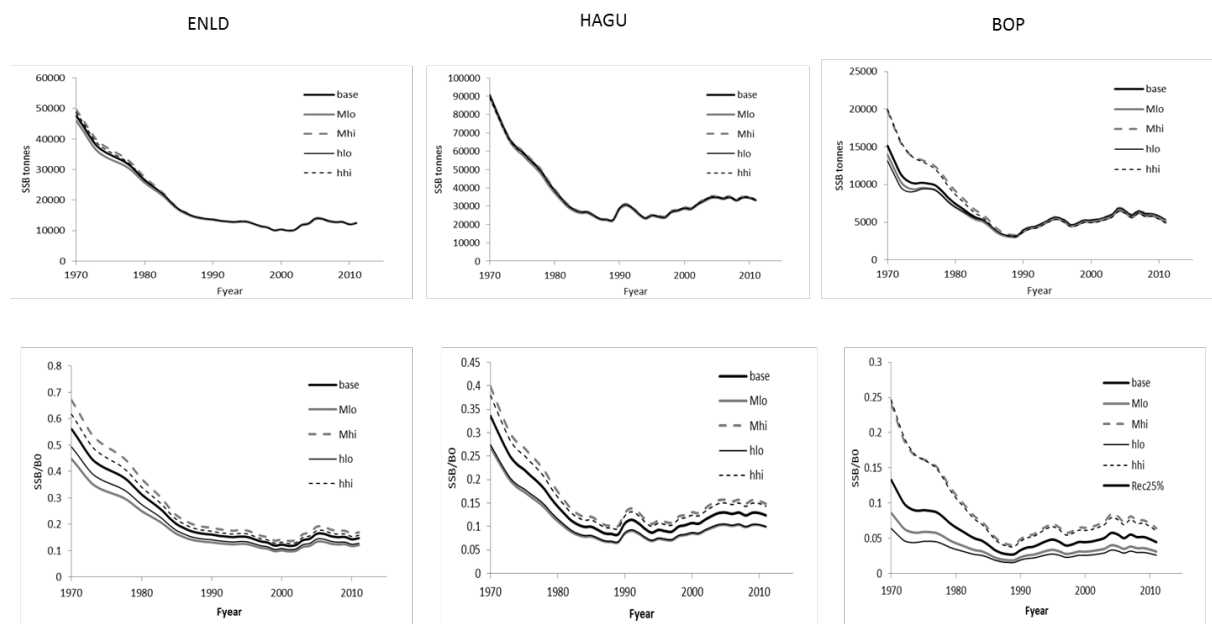 ENLD
HAGU
BOP
60000
50000
40000
30000
20000
10000
0
SSB tonnes
1970
1980
1990
2000
2010
Fyear
base
Mlo
Mhi
hlo
hhi
100000
90000
80000
70000
60000
50000
40000
30000
20000
10000
0
SSB tonnes
1970
1980
1990
2000
2010
Fyear
base
Mlo
Mhi
hlo
hhi
25000
20000
15000
10000
5000
0
SSB tonnes
1970
1980
1990
2000
2010
Fyear
base
Mlo
Mhi
hlo
hhi
0.8
0.7
0.6
0.5
0.4
0.3
0.2
0.1
0
SSB/B0
1970
1980
1990
2000
2010
Fyear
base
Mlo
Mhi
hlo
hhi
0.45
0.4
0.35
0.3
0.25
0.2
0.15
0.1
0.05
0
SSB/B0
1970
1980
1990
2000
2010
Fyear
base
Mlo
Mhi
hlo
hhi
0.3
0.25
0.2
0.15
0.1
0.05
0
SSB/B0
1970
1980
1990
2000
2010
Fyear
base
Mlo
Mhi
hlo
hhi
Rec25%